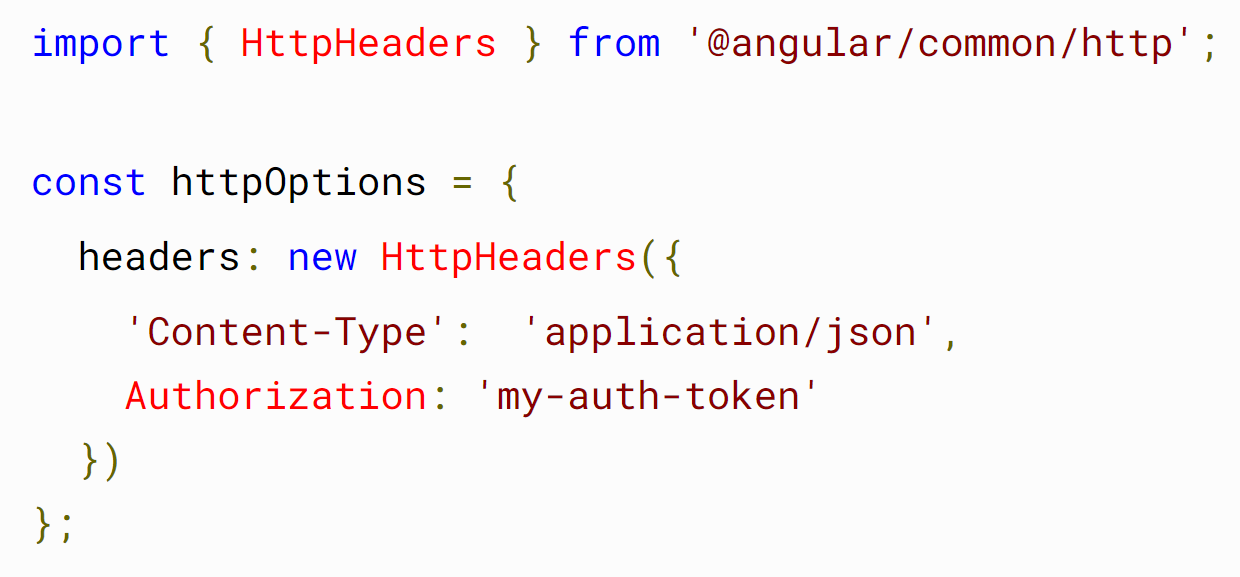 import { HttpHeaders } from '@angular/common/http';
const httpOptions = {
headers: new HttpHeaders({
'Content-Type':  'application/json',
Authorization: 'my-auth-token'
})
};